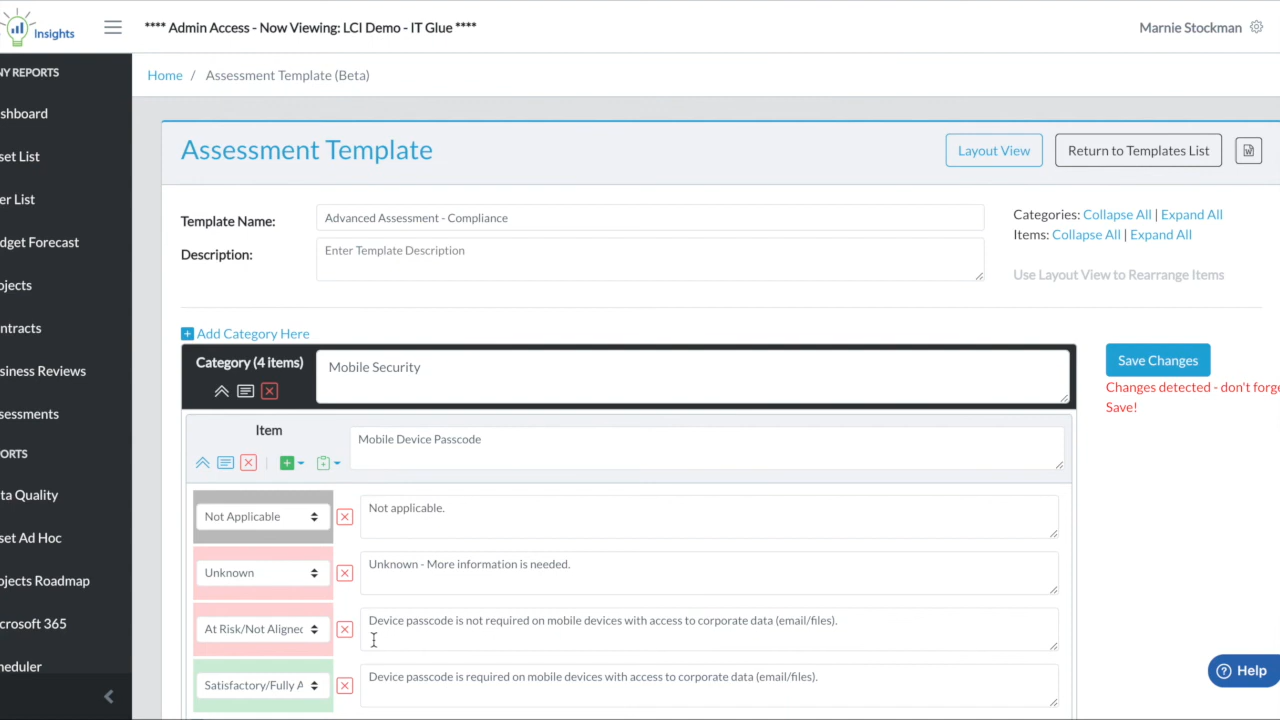 Insights
**** Admin Access - Now Viewing: LCI Demo - IT Glue ****
Marnie Stockman
NY REPORTS
Home / Assessment Template (Beta)
shboard
set List
er List
dget Forecast
ojects
ntracts
siness Reviews
sessments
ORTS
ta Quality
set Ad Hoc
ojects Roadmap
crosoft 365
heduler
Assessment Template
Layout View
Return to Templates List
Template Name:
Advanced Assessment - Compliance
Description:
Enter Template Description
Categories: Collapse All | Expand All
Items: Collapse All | Expand All
Use Layout View to Rearrange Items
Add Category Here
Category (4 items)
Mobile Security
Save Changes
Changes detected - don't forge
Save!
Item
Mobile Device Passcode
Not Applicable
Not applicable.
Unknown
Unknown - More information is needed.
At Risk/Not Aligned
Device passcode is not required on mobile devices with access to corporate data (email/files).
Satisfactory/Fully A
Device passcode is required on mobile devices with access to corporate data (email/files).
Help